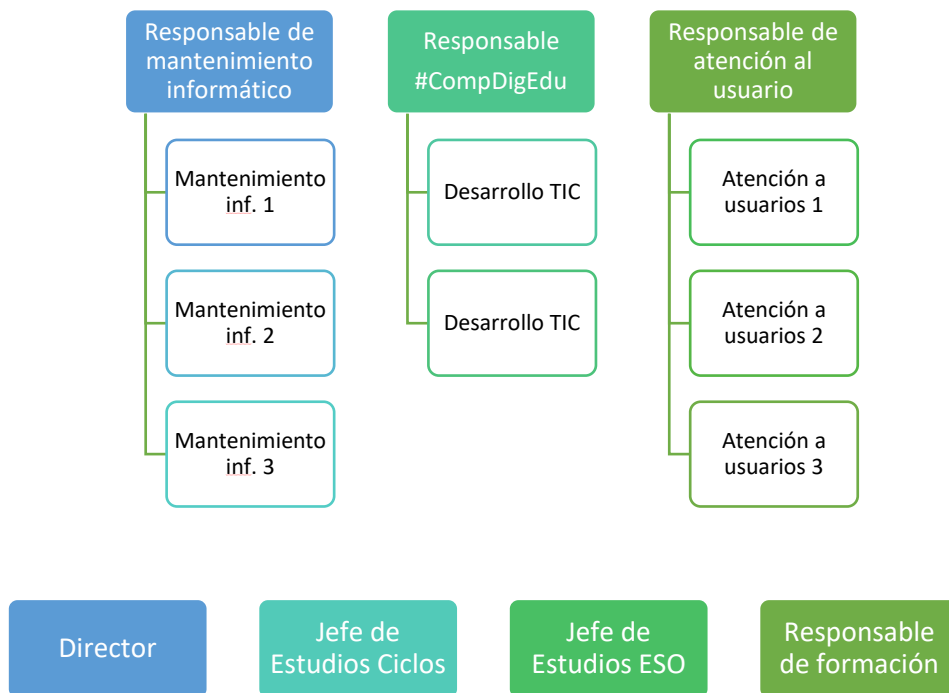 Responsable de
mantenimiento
informático
Responsable
#CompDigEdu
Responsable de
atención al
usuario
Mantenimiento
inf. 1
Desarrollo TIC
Atención a
usuarios 1
Mantenimiento
inf. 2
Desarrollo TIC
Atención a
usuarios 2
Mantenimiento
inf. 3
Atención a
usuarios 3
Director
Jefe de
Estudios Ciclos
Jefe de
Estudios ESO
Responsable
de formación